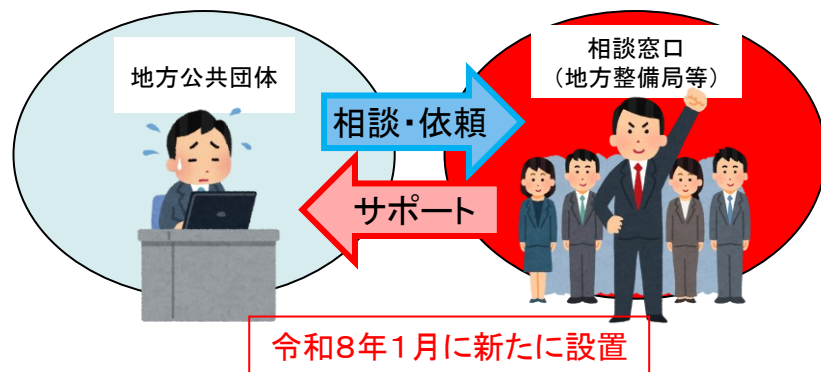 地方公共団体
相談窓口
（地方整備局等）
相談・依頼
サポート
令和８年１月に新たに設置